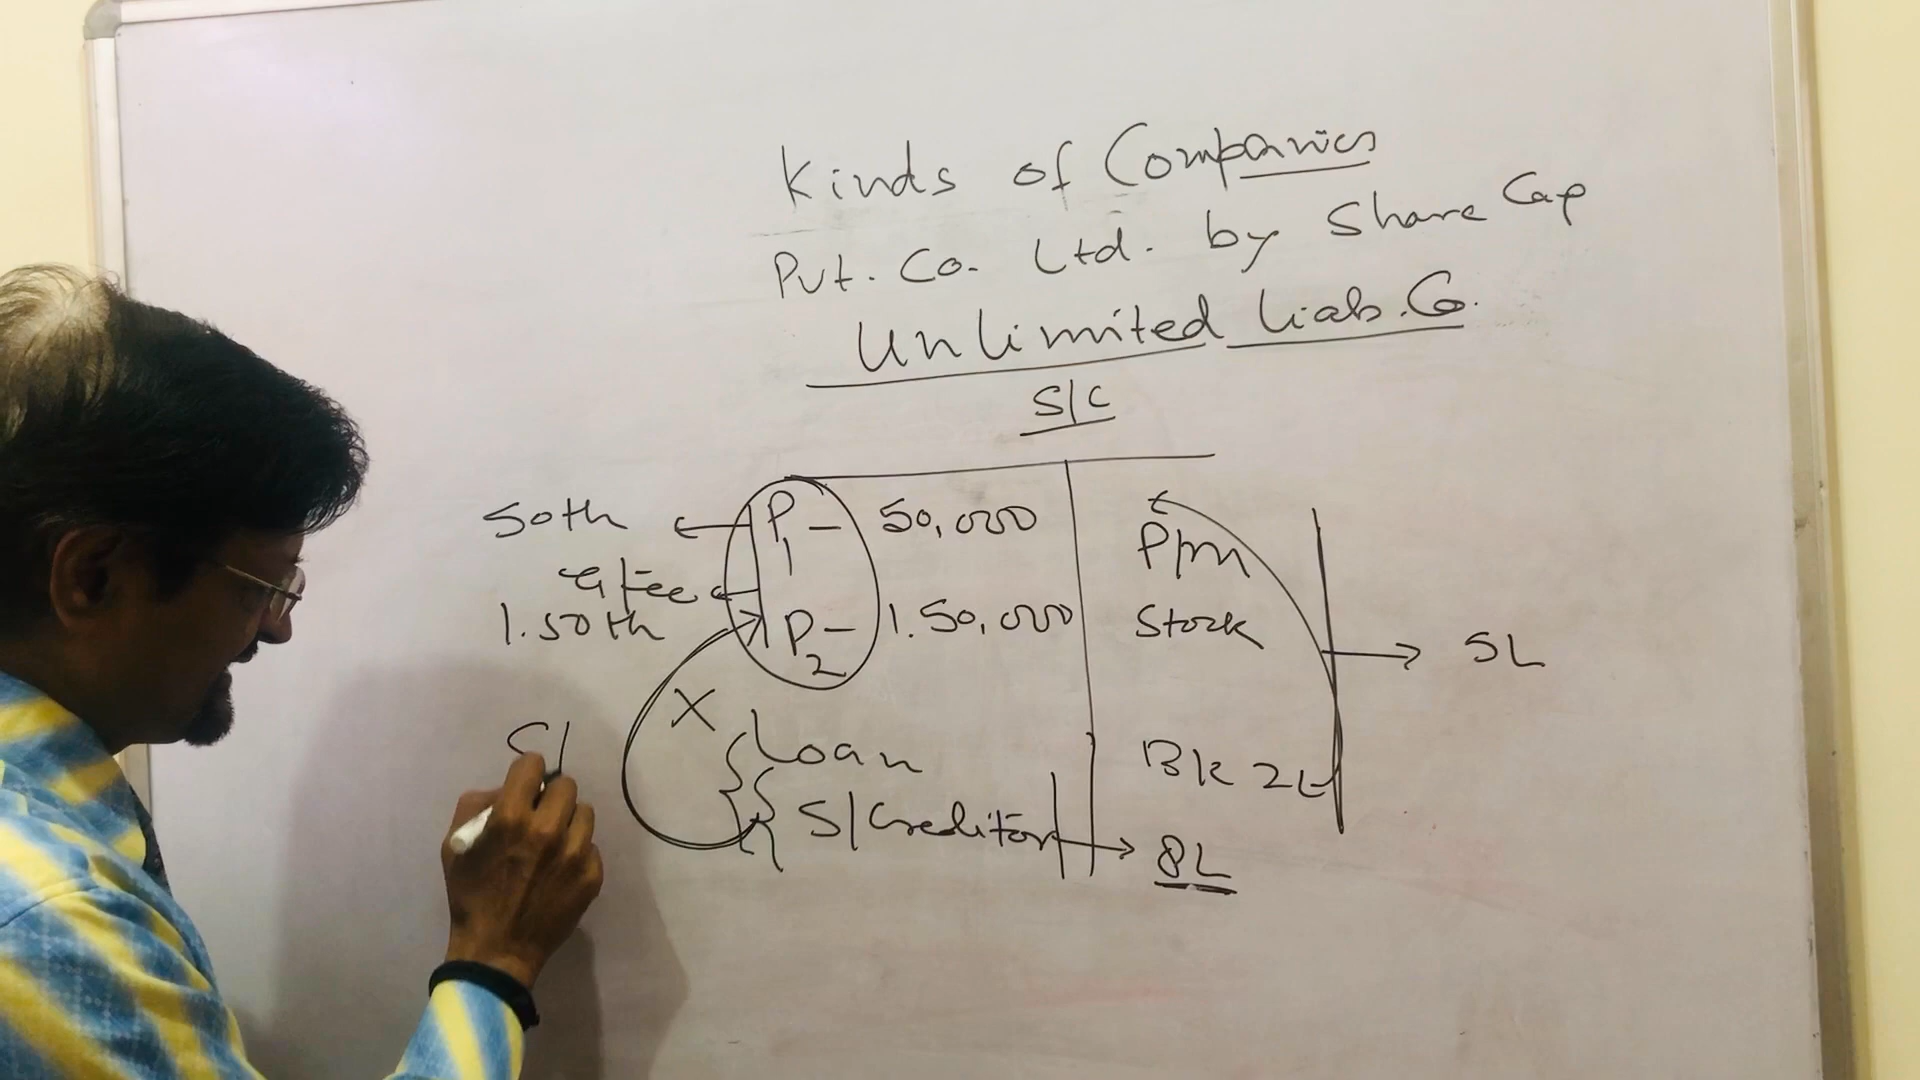 Kinds of Companies
Pvt. Co. Ltd. by Share Cap
Unlimited Liab. Co.
S/C
50th P1 - 50,000 P/m
G/Fee
1.50th P2 - 1.50,000 Stock 5L
X Loan Bk 2L
S/Creditor 8L